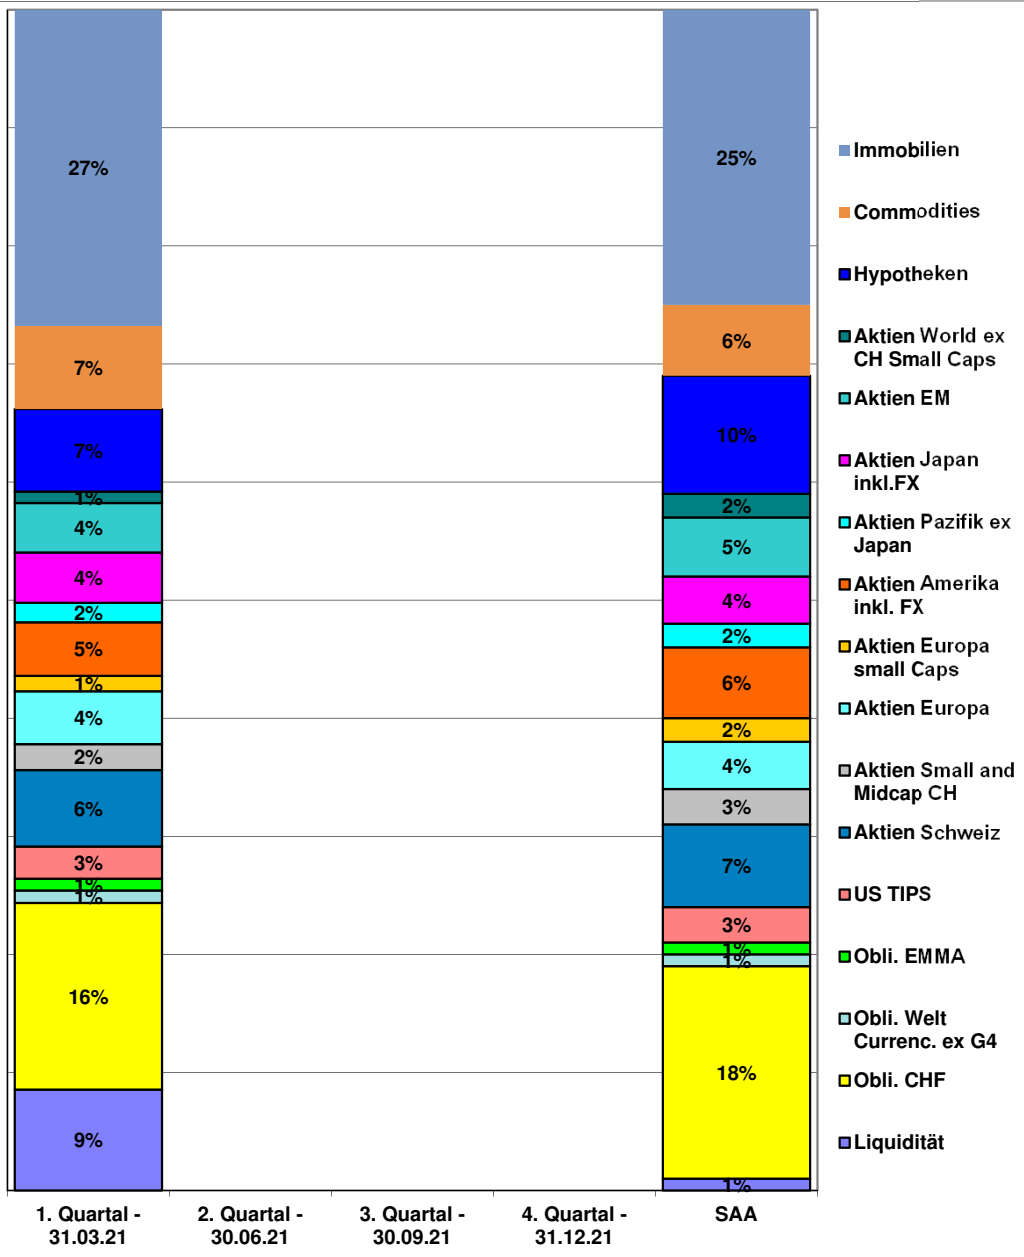 27%
7%
7%
1%
4%
4%
2%
5%
1%
4%
2%
6%
3%
1%
1%
16%
9%
25%
6%
10%
2%
5%
4%
2%
6%
2%
4%
3%
7%
3%
1%
1%
18%
1%
Immobilien
Commodities
Hypotheken
Aktien World ex
CH Small Caps
Aktien EM
Aktien Japan
inkl.FX
Aktien Pazifik ex
Japan
Aktien Amerika
inkl. FX
Aktien Europa
small Caps
Aktien Europa
Aktien Small and
Midcap CH
Aktien Schweiz
US TIPS
Obli. EMMA
Obli. Welt
Currenc. ex G4
Obli. CHF
Liquidität
1. Quartal -
31.03.21
2. Quartal -
30.06.21
3. Quartal -
30.09.21
4. Quartal -
31.12.21
SAA